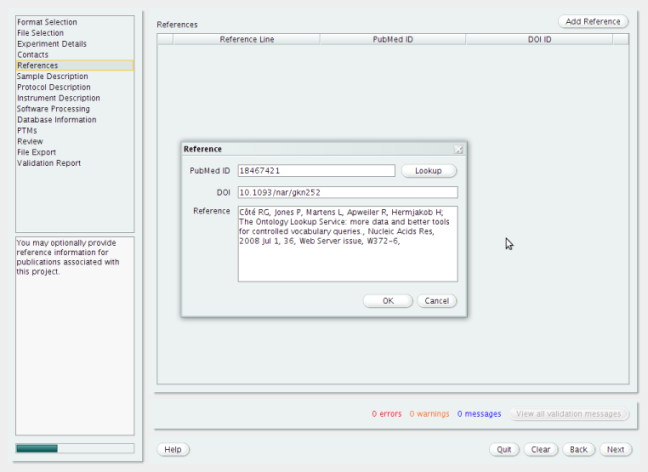 Format Selection
File Selection
Experiment Details
Contacts
References
Sample Description
Protocol Description
Instrument Description
Software Processing
Database Information
PTMs
Review
File Export
Validation Report
You may optionally provide
reference information for
publications associated with
this project.
References
Add Reference
Reference Line PubMed ID DOI ID
Reference
PubMed ID 18467421 Lookup
DOI 10.1093/nar/gkn252
Reference
Côté RG, Jones P, Martens L, Apweiler R, Hermjakob H;
The Ontology Lookup Service: more data and better tools
for controlled vocabulary queries., Nucleic Acids Res,
2008 Jul 1, 36, Web Server issue, W372-6,
OK Cancel
0 errors 0 warnings 0 messages View all validation messages
Help Quit Clear Back Next